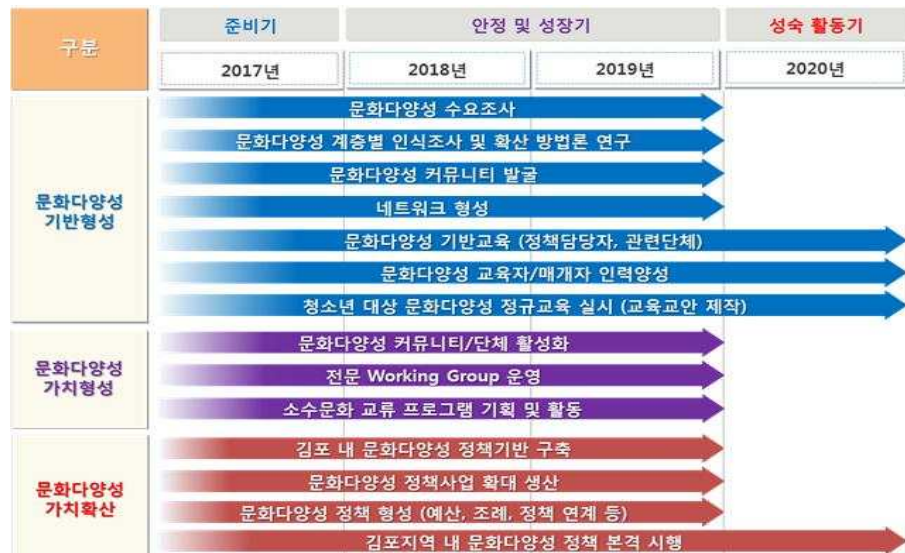 구분
준비기
안정 및 성장기
성숙 활동기
2017년
2018년
2019년
2020년
문화다양성
기반형성
문화다양성 수요조사
문화다양성 계층별 인식조사 및 확산 방법론 연구
문화다양성 커뮤니티 발굴
네트워크 형성
문화다양성 기반교육 (정책담당자, 관련단체)
문화다양성 교육자/매개자 인력양성
청소년 대상 문화다양성 정규교육 실시 (교육교안 제작)
문화다양성
가치형성
문화다양성 커뮤니티/단체 활성화
전문 Working Group 운영
소수문화 교류 프로그램 기획 및 활동
문화다양성
가치확산
김포 내 문화다양성 정책기반 구축
문화다양성 정책사업 확대 생산
문화다양성 정책 형성 (예산, 조례, 정책 연계 등)
김포지역 내 문화다양성 정책 본격 시행